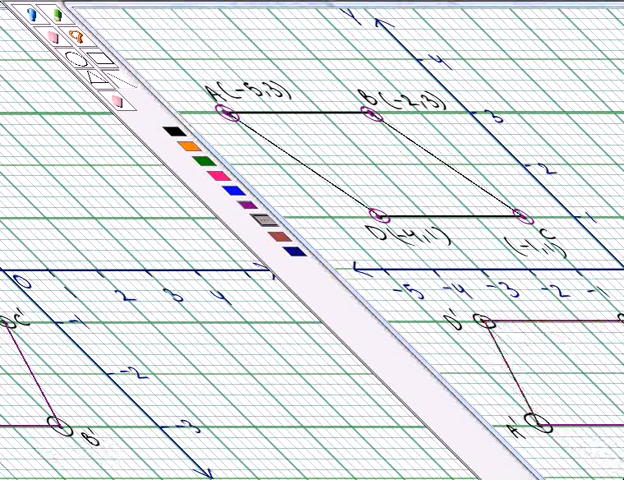 y
4
A(-5,3) B(-2,3)
3
2
1
D(-4,1) C
(-1,1)
0 1 2 3 4
-5 -4 -3 -2 -1
C' -1 D'
-2
B' -3 A'